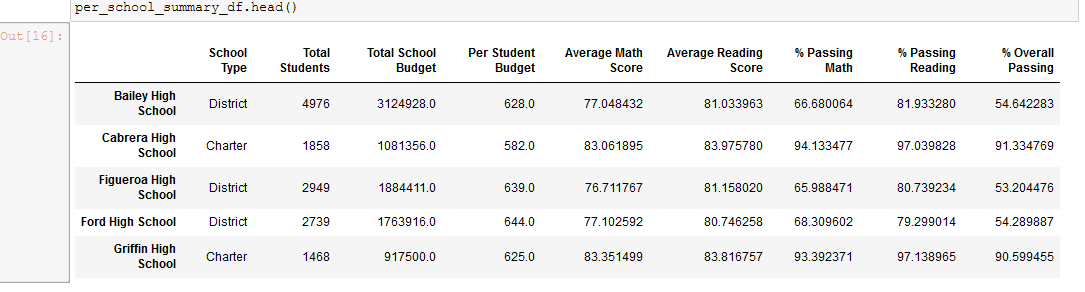 per_school_summary_df.head()
Out[16]:
School Type Total Students Total School Budget Per Student Budget Average Math Score Average Reading Score % Passing Math % Passing Reading % Overall Passing
Bailey High School District 4976 3124928.0 628.0 77.048432 81.033963 66.680064 81.933280 54.642283
Cabrera High School Charter 1858 1081356.0 582.0 83.061895 83.975780 94.133477 97.039828 91.334769
Figueroa High School District 2949 1884411.0 639.0 76.711767 81.158020 65.988471 80.739234 53.204476
Ford High School District 2739 1763916.0 644.0 77.102592 80.746258 68.309602 79.299014 54.289887
Griffin High School Charter 1468 917500.0 625.0 83.351499 83.816757 93.392371 97.138965 90.599455